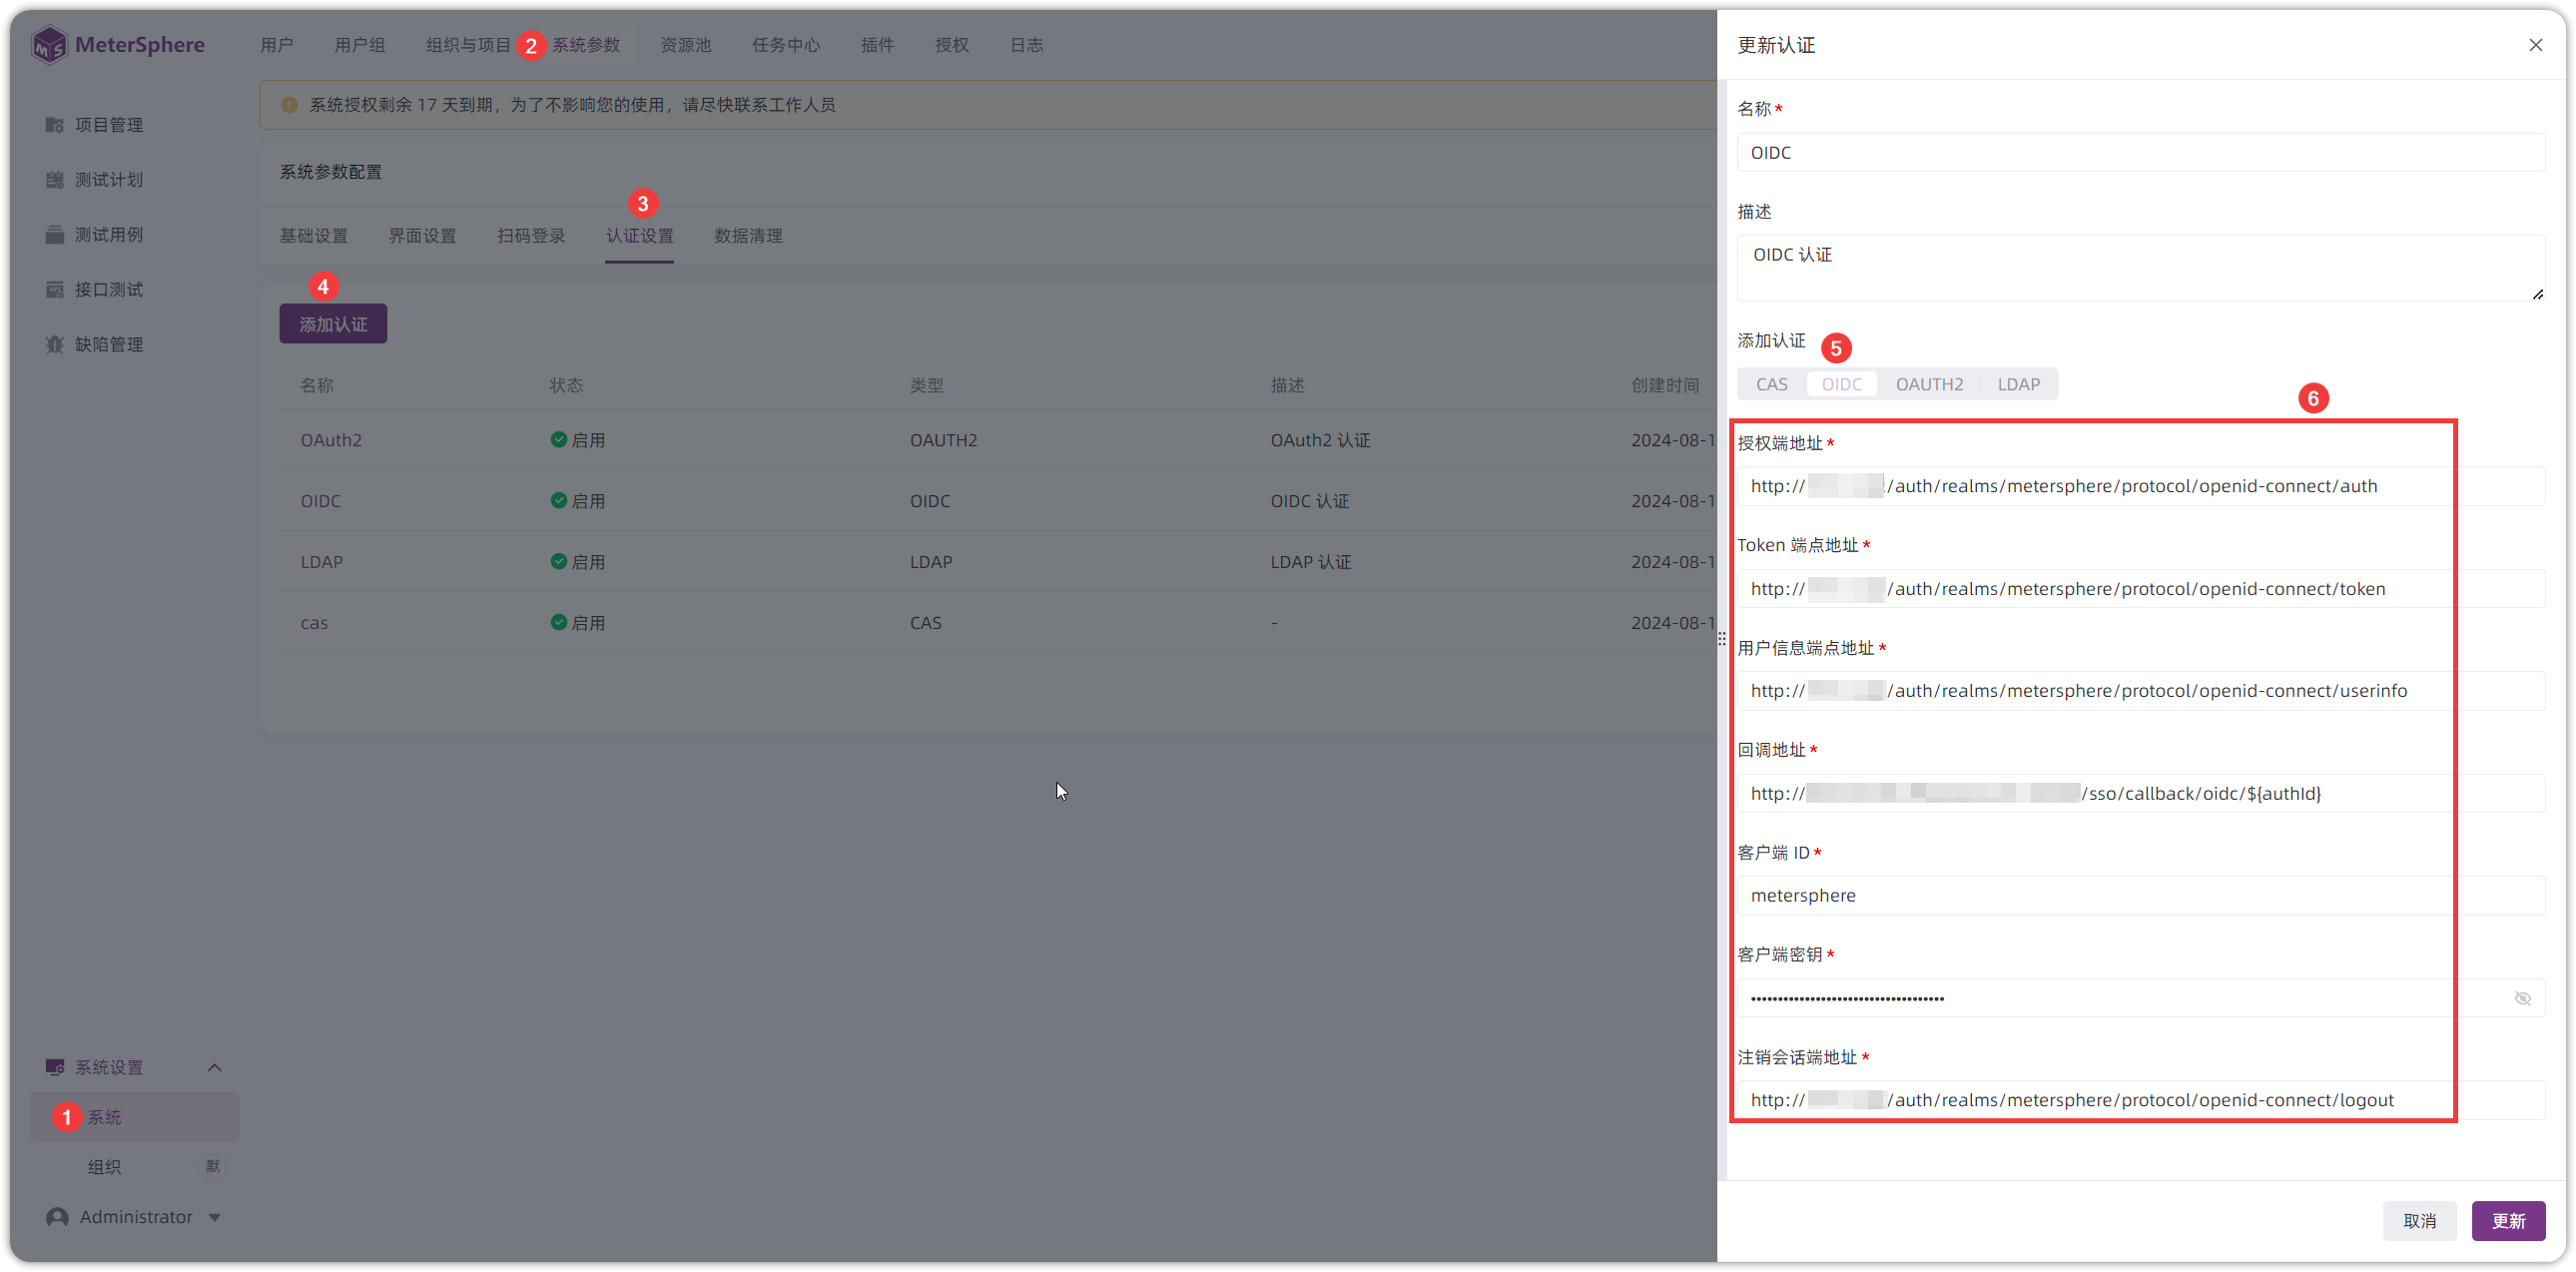 MeterSphere
用户 用户组 组织与项目 2 系统参数 资源池 任务中心 插件 授权 日志
项目管理
测试计划
测试用例
接口测试
缺陷管理
系统设置
1 系统
组织 默
Administrator
系统授权剩余 17 天到期，为了不影响您的使用，请尽快联系工作人员
系统参数配置
3
基础设置 界面设置 扫码登录 认证设置 数据清理
4
添加认证
名称 状态 类型 描述 创建时间
OAuth2 启用 OAUTH2 OAuth2 认证 2024-08-1
OIDC 启用 OIDC OIDC 认证 2024-08-1
LDAP 启用 LDAP LDAP 认证 2024-08-1
cas 启用 CAS - 2024-08-1
更新认证
名称*
OIDC
描述
OIDC 认证
添加认证 5
CAS OIDC OAUTH2 LDAP
6
授权端地址*
http:// /auth/realms/metersphere/protocol/openid-connect/auth
Token 端点地址*
http:// /auth/realms/metersphere/protocol/openid-connect/token
用户信息端点地址*
http:// /auth/realms/metersphere/protocol/openid-connect/userinfo
回调地址*
http:// /sso/callback/oidc/${authId}
客户端 ID*
metersphere
客户端密钥*
注销会话端地址*
http:// /auth/realms/metersphere/protocol/openid-connect/logout
取消 更新